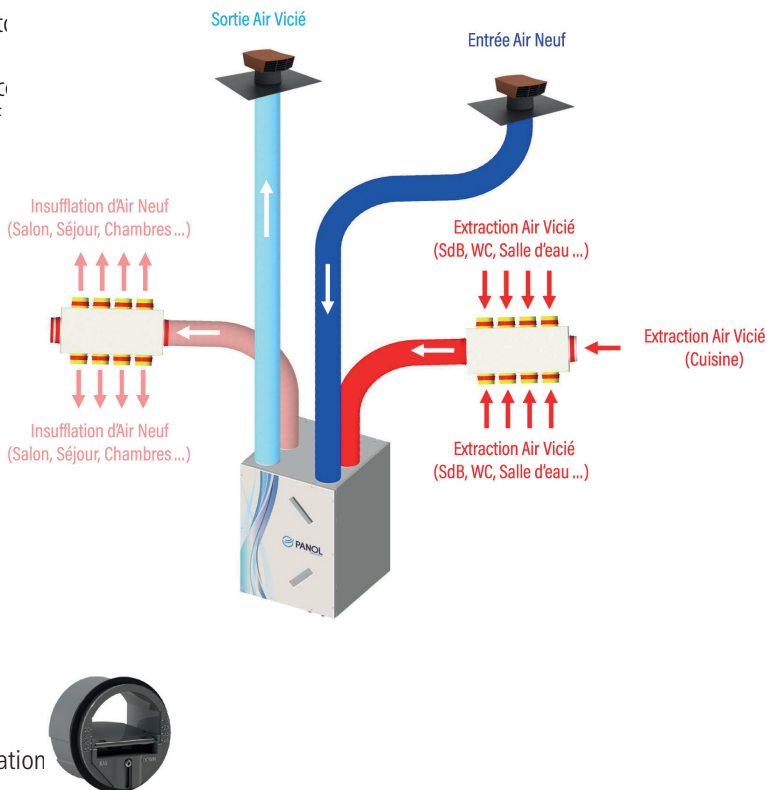 Sortie Air Vicié
Entrée Air Neuf
Insufflation d'Air Neuf
(Salon, Séjour, Chambres ...)
Extraction Air Vicié
(SdB, WC, Salle d'eau ...)
Extraction Air Vicié
(Cuisine)
Insufflation d'Air Neuf
(Salon, Séjour, Chambres ...)
Extraction Air Vicié
(SdB, WC, Salle d'eau ...)
PANOL
ation
BAS